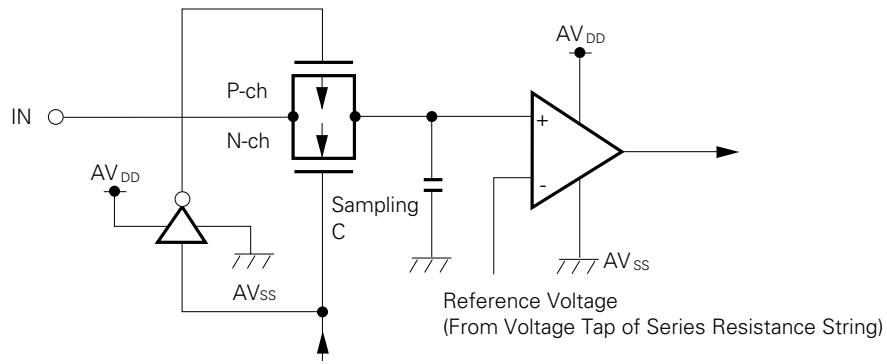 AVDD
P-ch
IN
N-ch
+
-
AVDD
Sampling
C
AVSS
AVSS
Reference Voltage
(From Voltage Tap of Series Resistance String)